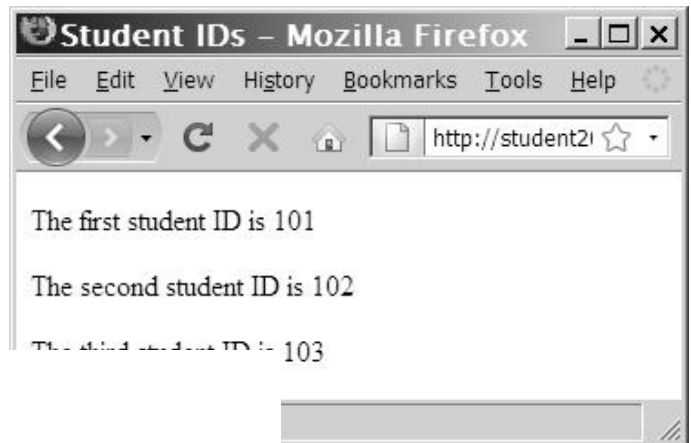 Student IDs – Mozilla Firefox
File Edit View History Bookmarks Tools Help
http://student2
The first student ID is 101
The second student ID is 102
The third student ID is 103